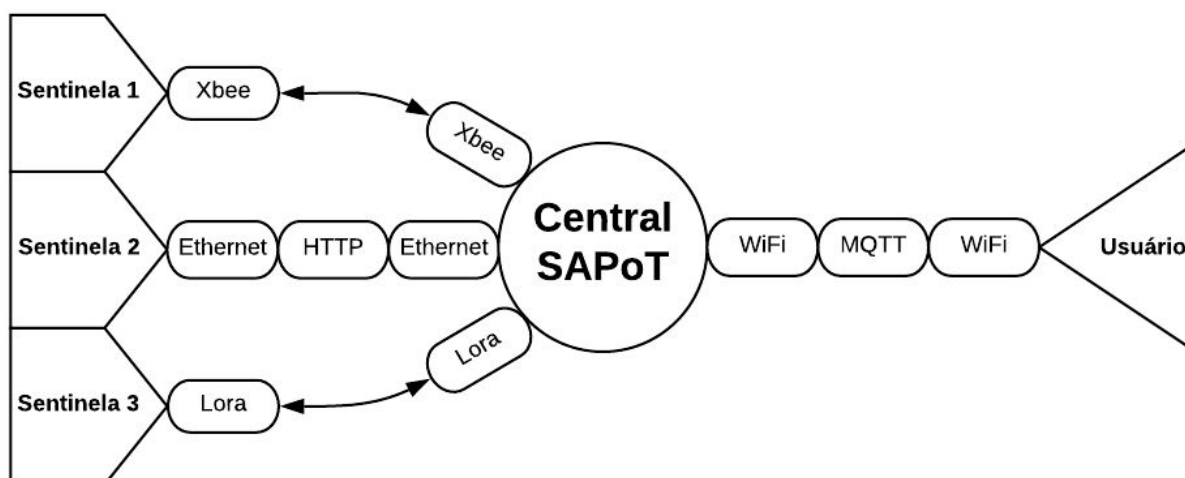 Sentinela 1
Xbee
Xbee
Sentinela 2
Ethernet
HTTP
Ethernet
Central
SAPoT
WiFi
MQTT
WiFi
Usuário
Sentinela 3
Lora
Lora